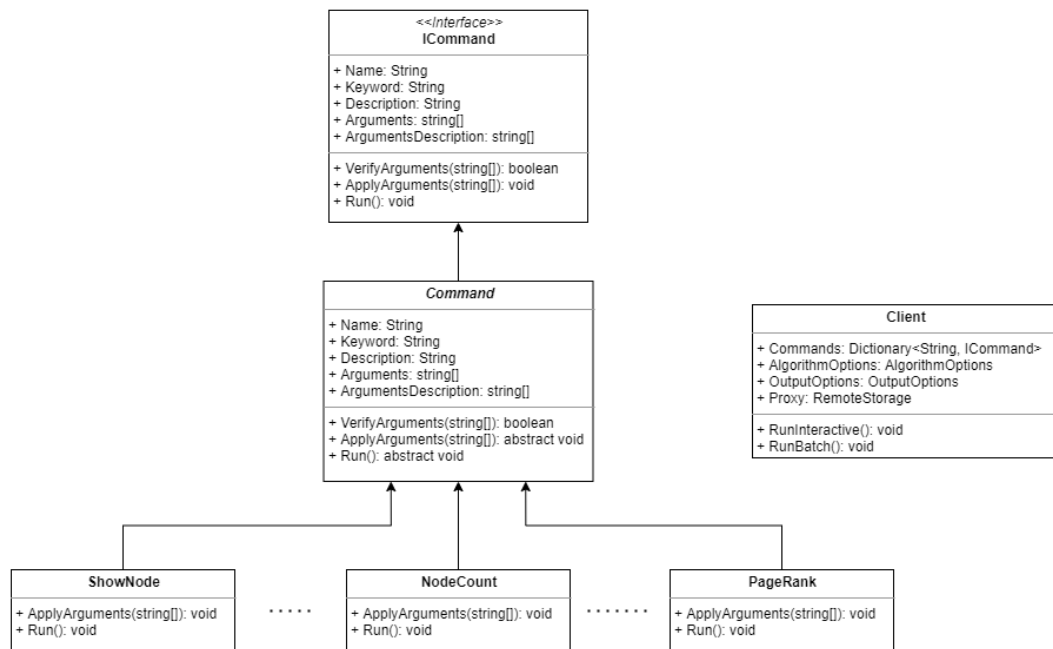 <<Interface>>
ICommand
+ Name: String
+ Keyword: String
+ Description: String
+ Arguments: string[]
+ ArgumentsDescription: string[]
+ VerifyArguments(string[]): boolean
+ ApplyArguments(string[]): void
+ Run(): void
Command
+ Name: String
+ Keyword: String
+ Description: String
+ Arguments: string[]
+ ArgumentsDescription: string[]
+ VerifyArguments(string[]): boolean
+ ApplyArguments(string[]): abstract void
+ Run(): abstract void
Client
+ Commands: Dictionary<String, ICommand>
+ AlgorithmOptions: AlgorithmOptions
+ OutputOptions: OutputOptions
+ Proxy: RemoteStorage
+ RunInteractive(): void
+ RunBatch(): void
ShowNode
+ ApplyArguments(string[]): void
+ Run(): void
NodeCount
+ ApplyArguments(string[]): void
+ Run(): void
PageRank
+ ApplyArguments(string[]): void
+ Run(): void